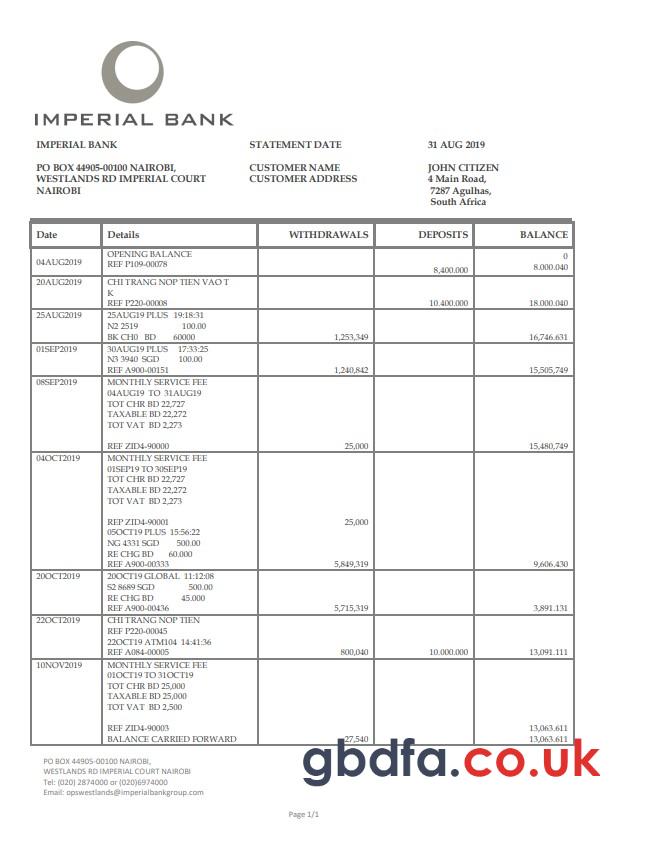 IMPERIAL BANK
IMPERIAL BANK STATEMENT DATE 31 AUG 2019
PO BOX 44905-00100 NAIROBI, CUSTOMER NAME JOHN CITIZEN
WESTLANDS RD IMPERIAL COURT CUSTOMER ADDRESS 4 Main Road,
NAIROBI 7287 Agulhas,
South Africa
Date Details WITHDRAWALS DEPOSITS BALANCE
OPENING BALANCE 0
04AUG2019 REF P109-00078 8,400.000 8.000.040
20AUG2019 CHI TRANG NOP TIEN VAO T
K
REF P220-00008 10.400.000 18.000.040
25AUG2019 25AUG19 PLUS 19:18:31
N2 2519 100.00
BK CH0 BD 60000 1,253,349 16,746.631
01SEP2019 30AUG19 PLUS 17:33:25
N3 3940 SGD 100.00
REF A900-00151 1,240,842 15,505,749
08SEP2019 MONTHLY SERVICE FEE
04AUG19 TO 31AUG19
TOT CHR BD 22,727
TAXABLE BD 22,272
TOT VAT BD 2,273
REF ZID4-90000 25,000 15,480,749
04OCT2019 MONTHLY SERVICE FEE
01SEP19 TO 30SEP19
TOT CHR BD 22,727
TAXABLE BD 22,272
TOT VAT BD 2,273
REP ZID4-90001 25,000
05OCT19 PLUS 15:56:22
NG 4331 SGD 500.00
RE CHG BD 60.000
REF A900-00333 5,849,319 9,606.430
20OCT2019 20OCT19 GLOBAL 11:12:08
S2 8689 SGD 500.00
RE CHG BD 45.000
REF A900-00436 5,715,319 3,891.131
22OCT2019 CHI TRANG NOP TIEN
REF P220-00045
22OCT19 ATM104 14:41:36
REF A084-00005 800,040 10.000.000 13,091.111
10NOV2019 MONTHLY SERVICE FEE
01OCT19 TO 31OCT19
TOT CHR BD 25,000
TAXABLE BD 25,000
TOT VAT BD 2,500
REF ZID4-90003 13,063.611
BALANCE CARRIED FORWARD 27,540 13,063.611
gbdfa.co.uk
PO BOX 44905-00100 NAIROBI,
WESTLANDS RD IMPERIAL COURT NAIROBI
Tel: (020) 2874000 or (020)6974000
Email: opswestlands@imperialbankgroup.com
Page 1/1